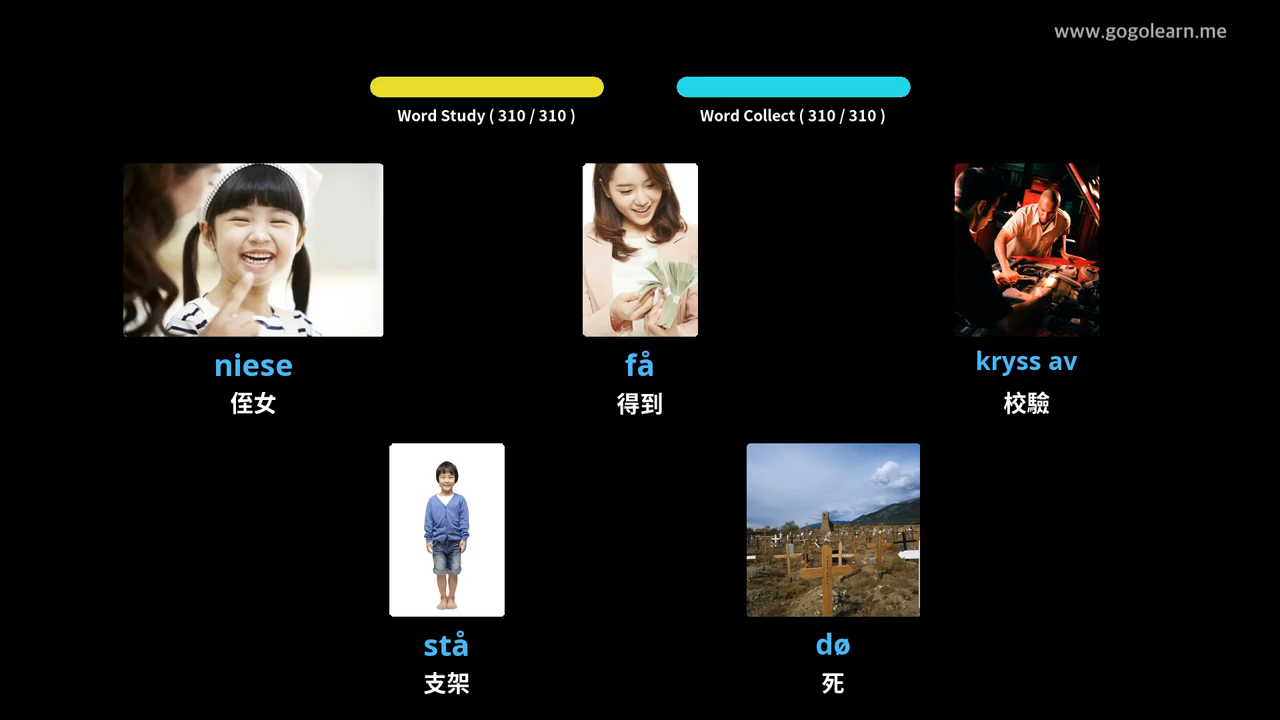 www.gogolearn.me
Word Study ( 310 / 310 )
Word Collect ( 310 / 310 )
niese
侄女
få
得到
kryss av
校驗
stå
支架
dø
死